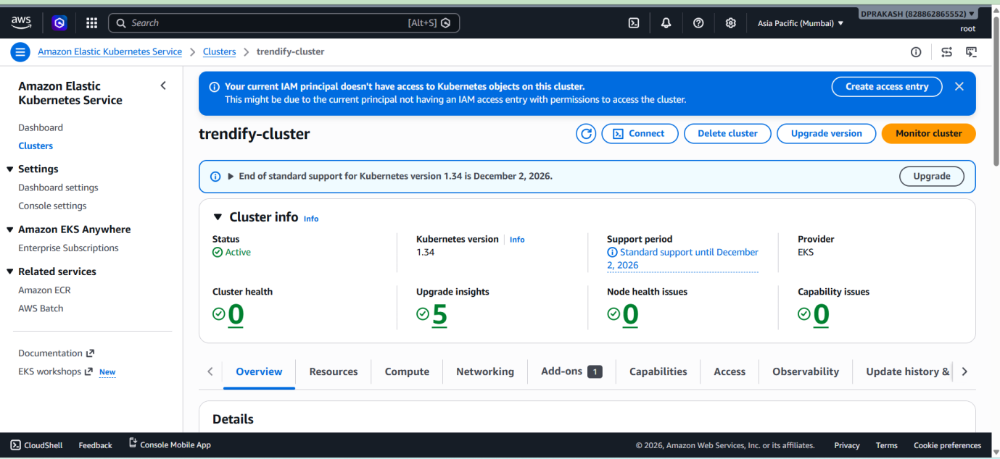 aws
Search [Alt+S]
Asia Pacific (Mumbai) ▼
DPRAKASH (828862865552) ▼
root
Amazon Elastic Kubernetes Service > Clusters > trendify-cluster
Amazon Elastic
Kubernetes Service
Dashboard
Clusters
Settings
Dashboard settings
Console settings
Amazon EKS Anywhere
Enterprise Subscriptions
Related services
Amazon ECR
AWS Batch
Documentation
EKS workshops New
Your current IAM principal doesn't have access to Kubernetes objects on this cluster.
This might be due to the current principal not having an IAM access entry with permissions to access the cluster.
Create access entry
trendify-cluster
Connect
Delete cluster
Upgrade version
Monitor cluster
End of standard support for Kubernetes version 1.34 is December 2, 2026.
Upgrade
Cluster info Info
Status
Active
Kubernetes version Info
1.34
Support period
Standard support until December
2, 2026
Provider
EKS
Cluster health
0
Upgrade insights
5
Node health issues
0
Capability issues
0
Overview
Resources
Compute
Networking
Add-ons 1
Capabilities
Access
Observability
Update history &
Details
CloudShell
Feedback
Console Mobile App
© 2026, Amazon Web Services, Inc. or its affiliates.
Privacy
Terms
Cookie preferences